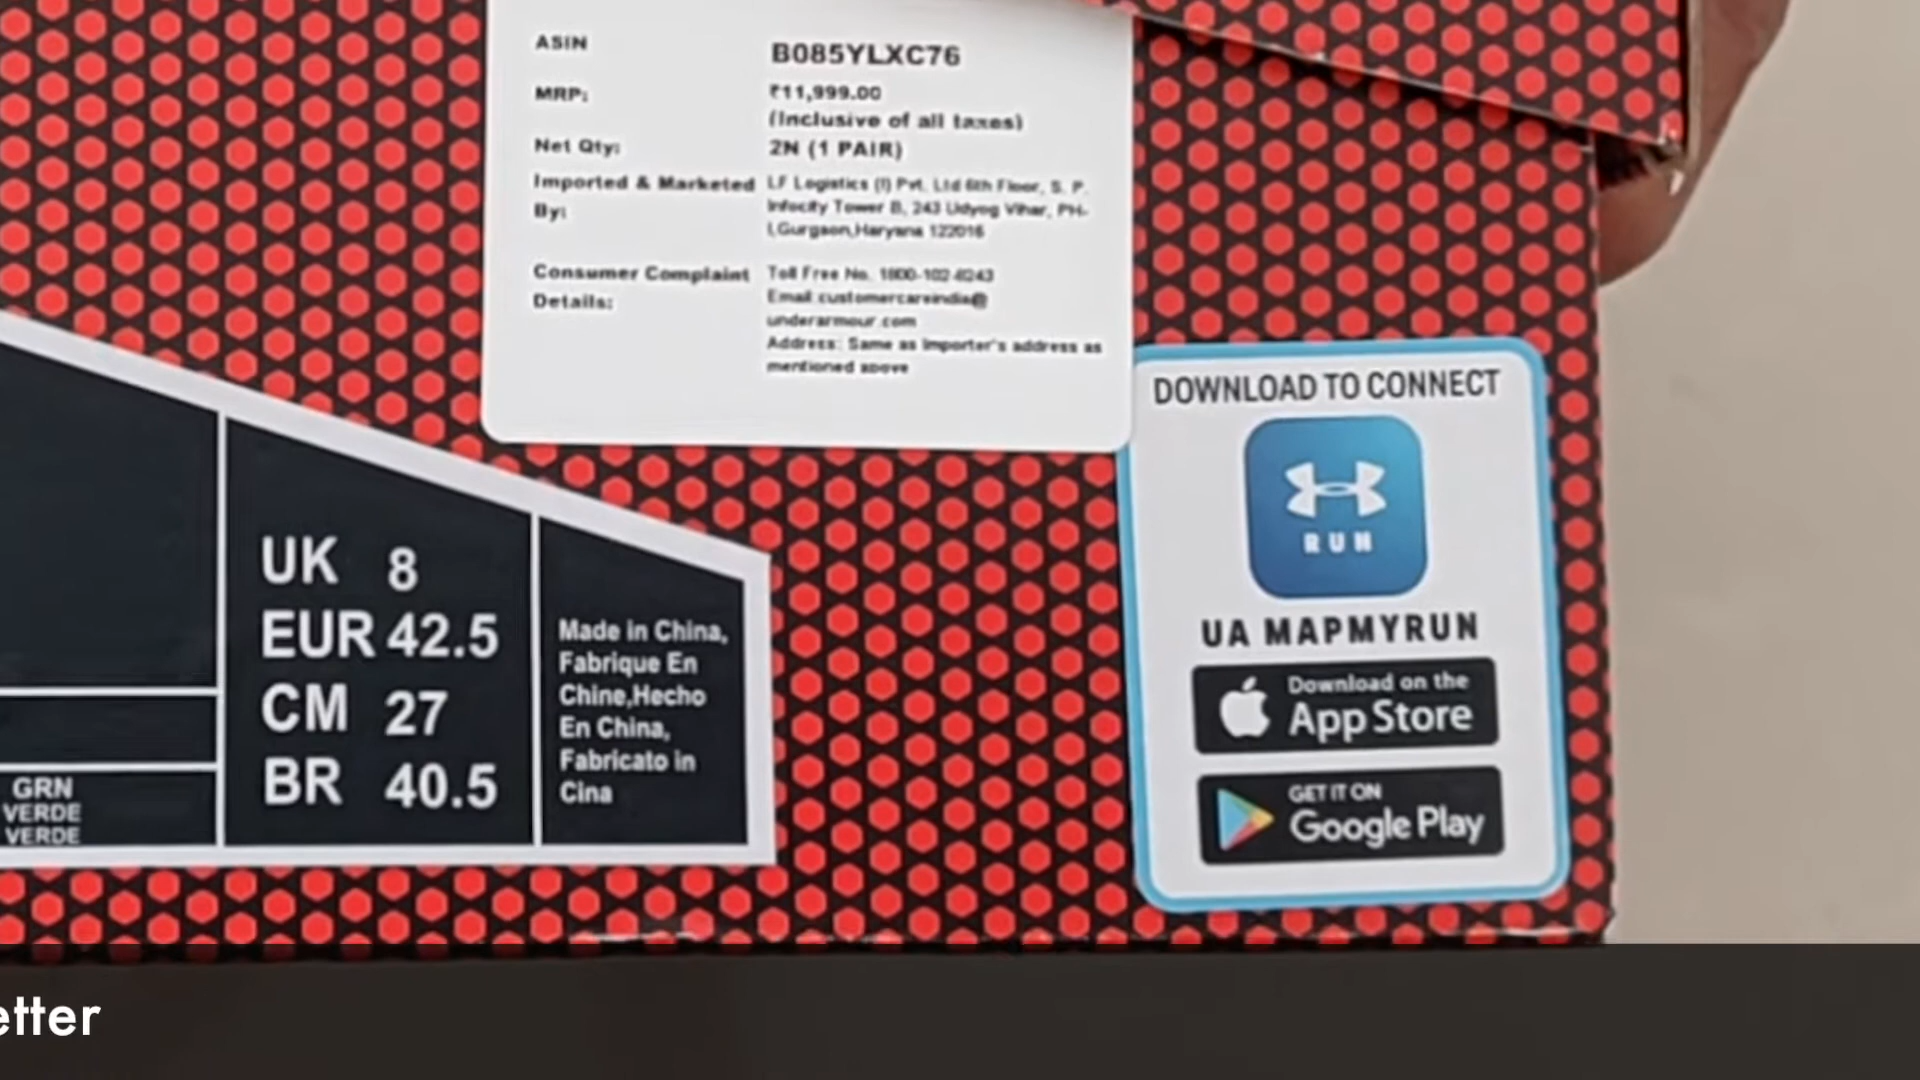 ASIN B085YLXC76
MRP: ₹11,999.00
(Inclusive of all taxes)
Net Qty: 2N (1 PAIR)
Imported & Marketed By:
LF Logistics (I) Pvt. Ltd 6th Floor, S. P.
Infocity Tower B, 243 Udyog Vihar, PH-
I,Gurgaon,Haryana 122016
Consumer Complaint Details:
Toll Free No. 1800-102-8243
Email:customercareindia@
underarmour.com
Address: Same as importer's address as
mentioned above
GRN
VERDE
VERDE
UK 8
EUR 42.5
CM 27
BR 40.5
Made in China,
Fabrique En
Chine,Hecho
En China,
Fabricato in
Cina
DOWNLOAD TO CONNECT
RUN
UA MAPMYRUN
Download on the
App Store
GET IT ON
Google Play
etter